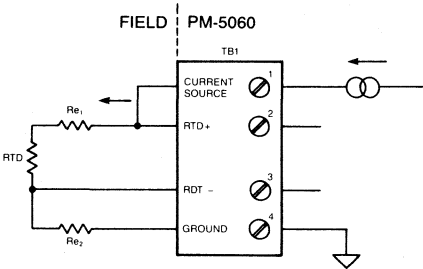 FIELD PM-5060
TB1
CURRENT SOURCE
1
Re1
RTD+
2
RTD
RDT -
3
GROUND
4
Re2